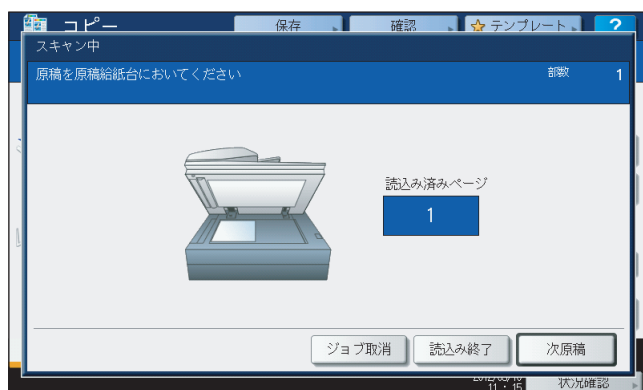 コピー
保存
確認
テンプレート
?
スキャン中
原稿を原稿給紙台においてください
部数 1
読込み済みページ
1
ジョブ取消
読込み終了
次原稿
11:15
状況確認